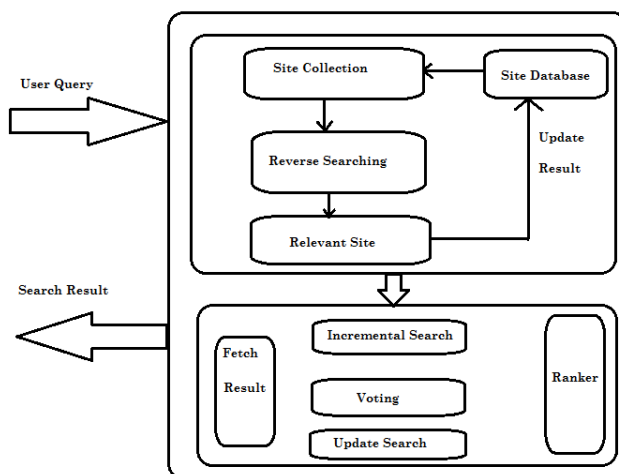 User Query
Site Collection
Site Database
Reverse Searching
Update
Result
Relevant Site
Search Result
Incremental Search
Fetch
Result
Ranker
Voting
Update Search